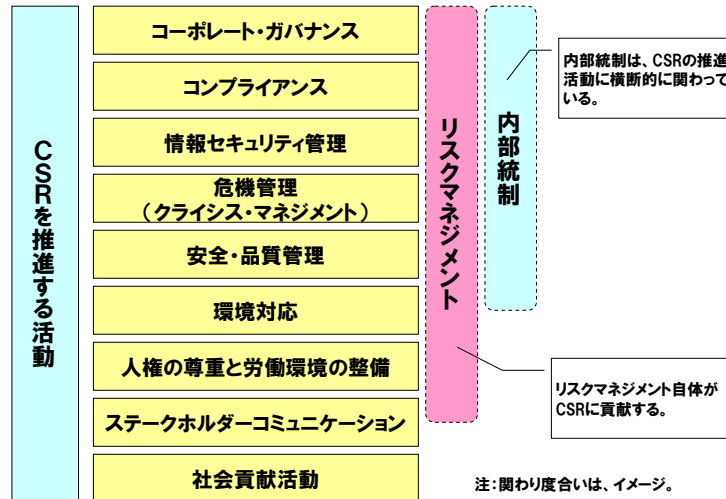 CSRを推進する活動
コーポレート・ガバナンス
コンプライアンス
情報セキュリティ管理
危機管理
（クライシス・マネジメント）
安全・品質管理
環境対応
人権の尊重と労働環境の整備
ステークホルダーコミュニケーション
社会貢献活動
リスクマネジメント
内部統制
内部統制は、CSRの推進
活動に横断的に関わって
いる。
リスクマネジメント自体が
CSRに貢献する。
注：関わり度合いは、イメージ。